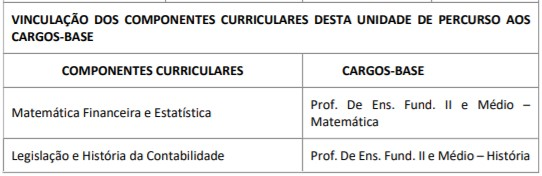 VINCULAÇÃO DOS COMPONENTES CURRICULARES DESTA UNIDADE DE PERCURSO AOS
CARGOS-BASE
COMPONENTES CURRICULARES
CARGOS-BASE
Matemática Financeira e Estatística
Prof. De Ens. Fund. II e Médio –
Matemática
Legislação e História da Contabilidade
Prof. De Ens. Fund. II e Médio – História